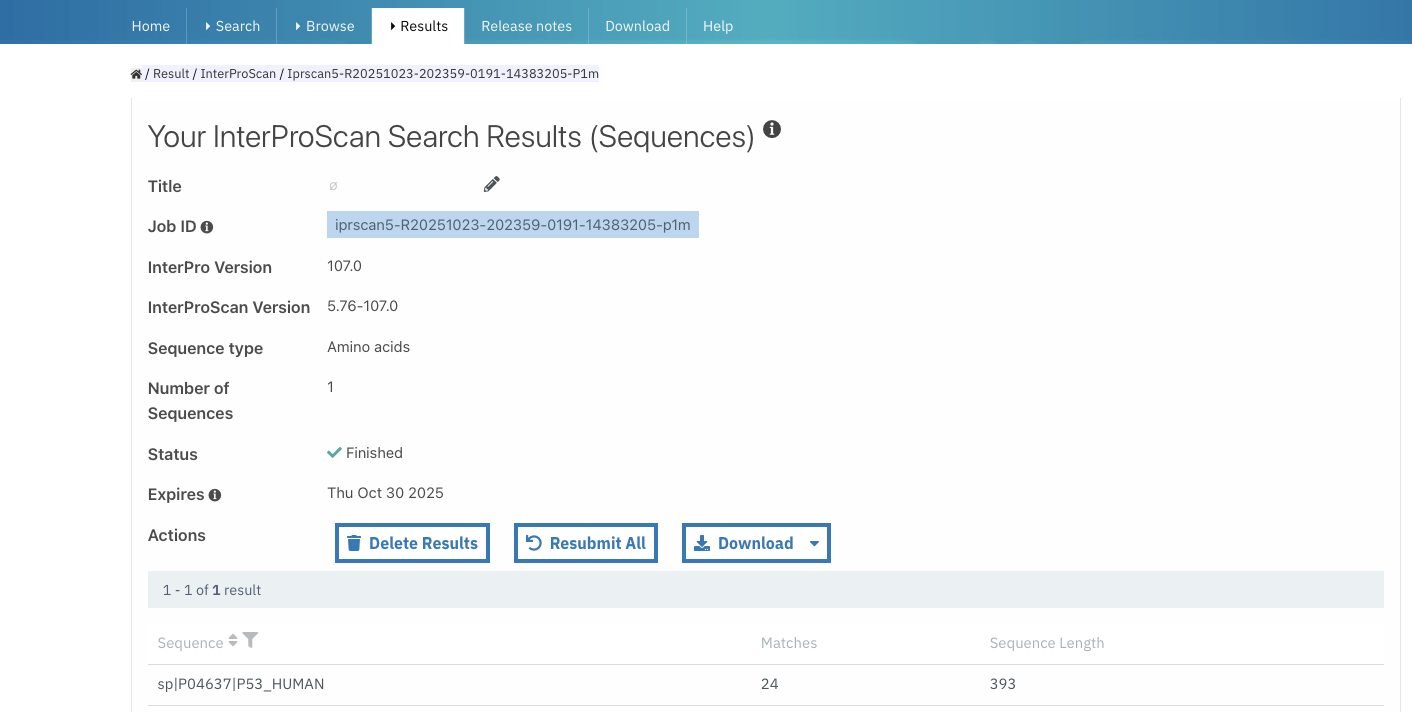 Home Search Browse Results Release notes Download Help
/ Result / InterProScan / Iprscan5-R20251023-202359-0191-14383205-P1m
Your InterProScan Search Results (Sequences)
Title ø
Job ID iprscan5-R20251023-202359-0191-14383205-p1m
InterPro Version 107.0
InterProScan Version 5.76-107.0
Sequence type Amino acids
Number of 1
Sequences
Status Finished
Expires Thu Oct 30 2025
Actions Delete Results Resubmit All Download
1 - 1 of 1 result
Sequence Matches Sequence Length
sp|P04637|P53_HUMAN 24 393